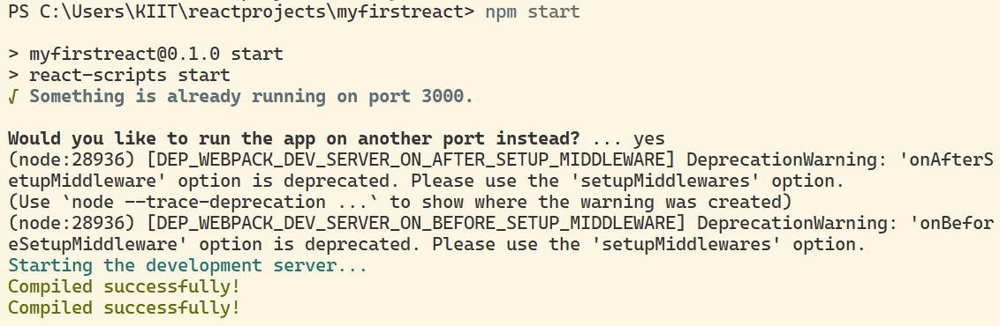 PS C:\Users\KIIT\reactprojects\myfirstreact> npm start
> myfirstreact@0.1.0 start
> react-scripts start
√ Something is already running on port 3000.
Would you like to run the app on another port instead? ... yes
(node:28936) [DEP_WEBPACK_DEV_SERVER_ON_AFTER_SETUP_MIDDLEWARE] DeprecationWarning: 'onAfterS
etupMiddleware' option is deprecated. Please use the 'setupMiddlewares' option.
(Use `node --trace-deprecation ...` to show where the warning was created)
(node:28936) [DEP_WEBPACK_DEV_SERVER_ON_BEFORE_SETUP_MIDDLEWARE] DeprecationWarning: 'onBefor
eSetupMiddleware' option is deprecated. Please use the 'setupMiddlewares' option.
Starting the development server...
Compiled successfully!
Compiled successfully!